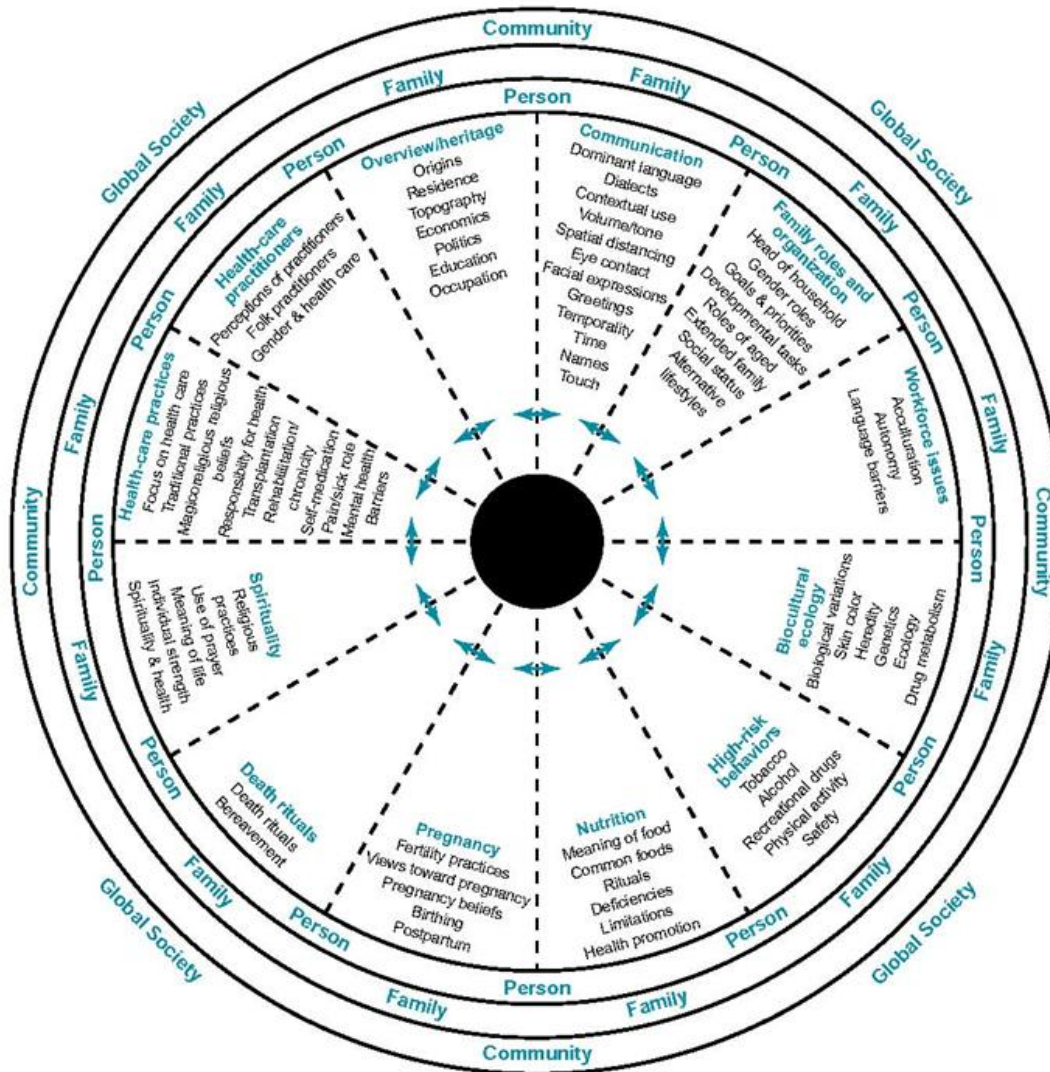 Community
Family
Family
Person
Global Society
Global Society
Family
Person
Person
Family
Overview/heritage
Origins
Residence
Topography
Economics
Politics
Education
Occupation
Communication
Dominant language
Dialects
Contextual use
Volume/tone
Spatial distancing
Eye contact
Facial expressions
Greetings
Temporality
Time
Names
Touch
Family roles and
organization
Head of household
Gender roles
Goals & priorities
Developmental tasks
Roles of aged
Extended family
Social status
Alternative
lifestyles
Person
Family
Workforce issues
Acculturation
Autonomy
Language barriers
Person
Community
Biocultural
ecology
Biological variations
Skin color
Heredity
Genetics
Ecology
Drug metabolism
Family
Person
High-risk
behaviors
Tobacco
Alcohol
Recreational drugs
Physical activity
Safety
Family
Global Society
Person
Nutrition
Meaning of food
Common foods
Rituals
Deficiencies
Limitations
Health promotion
Family
Person
Community
Pregnancy
Fertility practices
Views toward pregnancy
Pregnancy beliefs
Birthing
Postpartum
Family
Person
Death rituals
Death rituals
Bereavement
Family
Global Society
Person
Spirituality
Religious
practices
Use of prayer
Meaning of life
Individual strength
Spirituality & health
Family
Person
Community
Health-care practices
Focus on health care
Traditional practices
Magicoreligious religious
beliefs
Responsibility for health
Transplantation
Rehabilitation/
chronicity
Self-medication
Pain/sick role
Mental health
Barriers
Family
Person
Health-care
practitioners
Perceptions of practitioners
Folk practitioners
Gender & health care